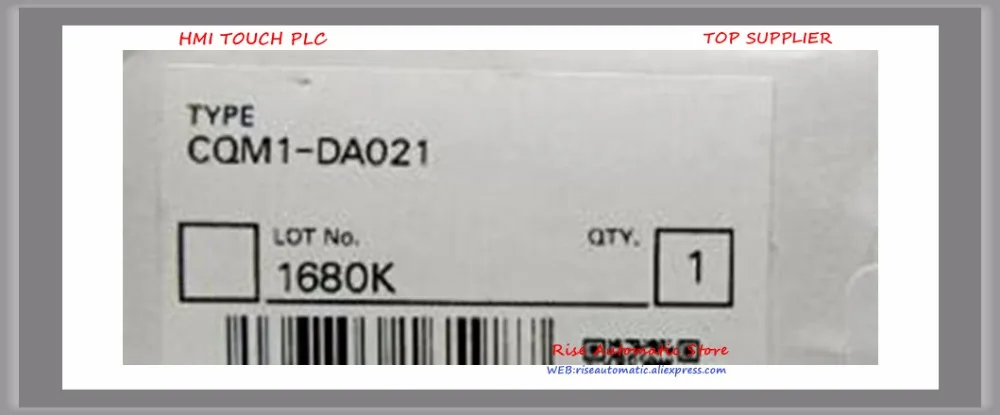 HMI TOUCH PLC
TOP SUPPLIER
TYPE
CQM1-DA021
LOT No.
QTY.
1680K
1
Rise Automatic Store
WEB:riseautomatic.aliexpress.com